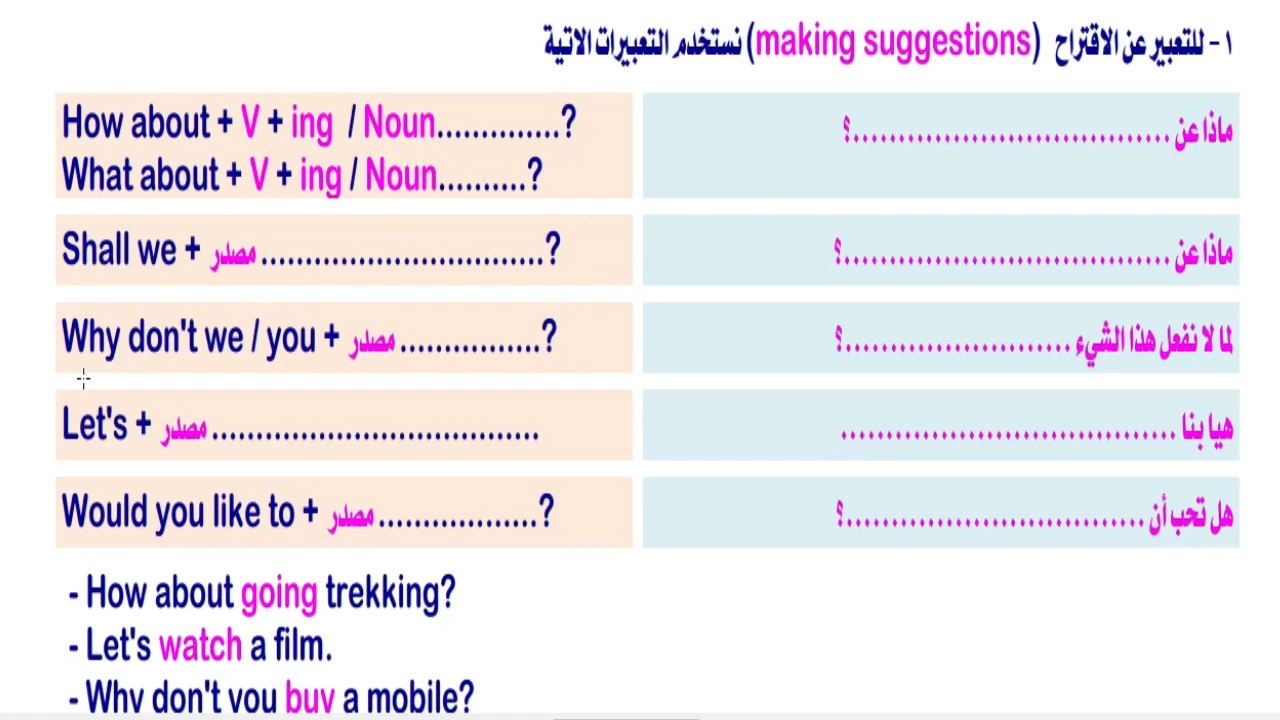 ١- للتعبير عن الاقتراح (making suggestions) نستخدم التعبيرات الاتية
How about + V + ing / Noun..............?
ماذا عن ...................................؟
What about + V + ing / Noun..........?
Shall we + مصدر ................................?
ماذا عن ....................................؟
Why don't we / you + مصدر ................?
لما لا نفعل هذا الشيء .........................؟
Let's + مصدر .....................................
هيا بنا .....................................
Would you like to + مصدر ..................?
هل تحب أن .................................؟
- How about going trekking?
- Let's watch a film.
- Why don't you buy a mobile?